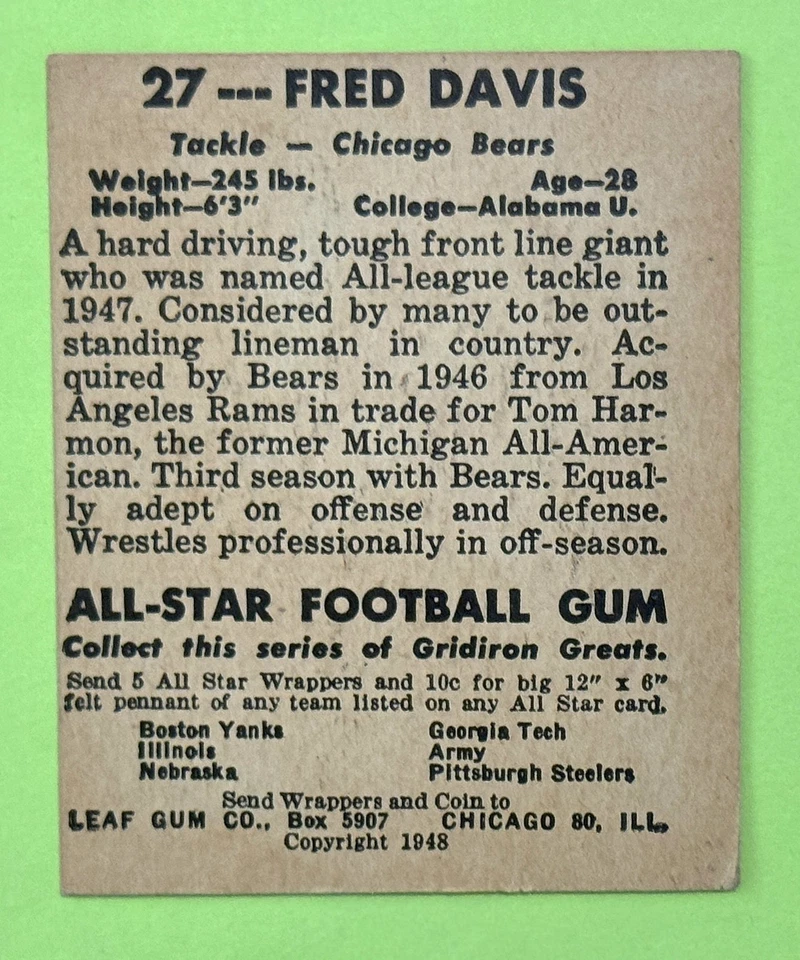 27 --- FRED DAVIS
Tackle — Chicago Bears
Weight—245 lbs. Age—28
Height—6'3" College—Alabama U.
A hard driving, tough front line giant
who was named All-league tackle in
1947. Considered by many to be out-
standing lineman in country. Ac-
quired by Bears in 1946 from Los
Angeles Rams in trade for Tom Har-
mon, the former Michigan All-Amer-
ican. Third season with Bears. Equal-
ly adept on offense and defense.
Wrestles professionally in off-season.
ALL-STAR FOOTBALL GUM
Collect this series of Gridiron Greats.
Send 5 All Star Wrappers and 10c for big 12" x 6"
felt pennant of any team listed on any All Star card.
Boston Yanks Georgia Tech
Illinois Army
Nebraska Pittsburgh Steelers
Send Wrappers and Coin to
LEAF GUM CO., Box 5907 CHICAGO 80, ILL.
Copyright 1948